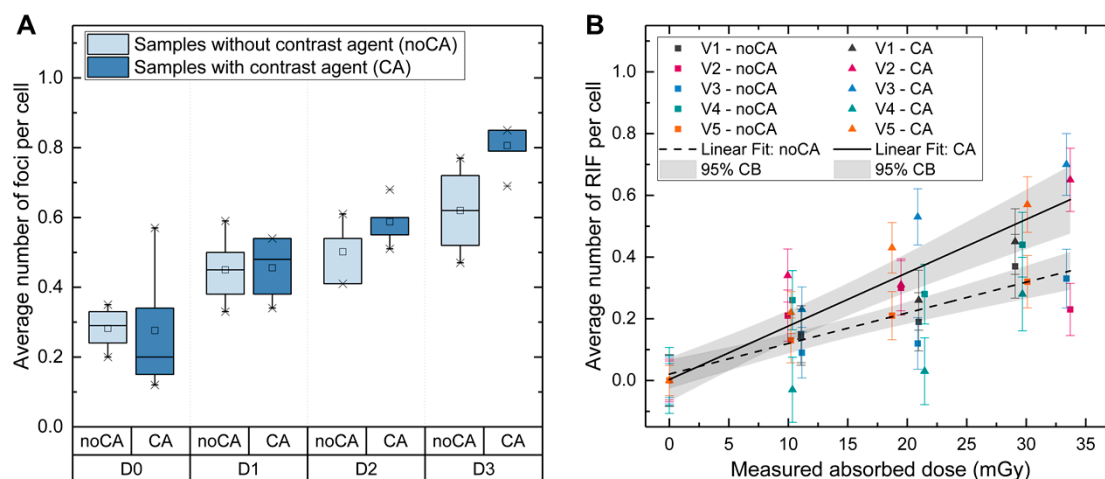 A
Samples without contrast agent (noCA)
Samples with contrast agent (CA)
Average number of foci per cell
1.0
0.8
0.6
0.4
0.2
0.0
noCA CA noCA CA noCA CA noCA CA
D0 D1 D2 D3
B
V1 - noCA V1 - CA
V2 - noCA V2 - CA
V3 - noCA V3 - CA
V4 - noCA V4 - CA
V5 - noCA V5 - CA
Linear Fit: noCA Linear Fit: CA
95% CB 95% CB
Average number of RIF per cell
1.0
0.8
0.6
0.4
0.2
0.0
0 5 10 15 20 25 30 35
Measured absorbed dose (mGy)